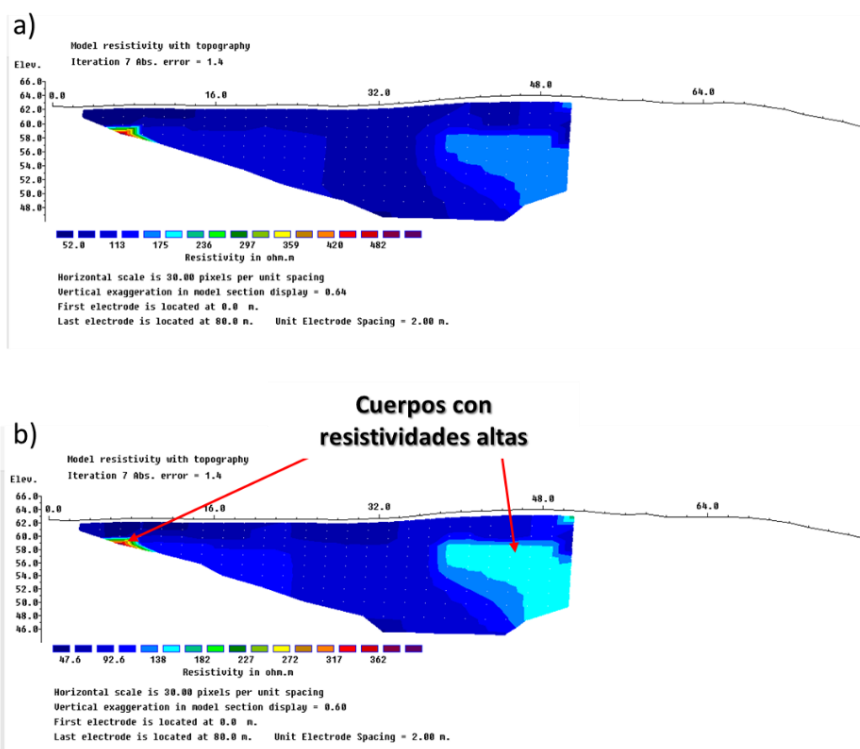 a)
Model resistivity with topography
Iteration 7 Abs. error = 1.4
Elev.
66.0
64.0
62.0
60.0
58.0
56.0
54.0
52.0
50.0
48.0
0.0 16.0 32.0 48.0 64.0
52.0 113 175 236 297 359 420 482
Resistivity in ohm.m
Horizontal scale is 30.00 pixels per unit spacing
Vertical exaggeration in model section display = 0.64
First electrode is located at 0.0 m.
Last electrode is located at 80.0 m. Unit Electrode Spacing = 2.00 m.
Cuerpos con
resistividades altas
b)
Model resistivity with topography
Iteration 7 Abs. error = 1.4
Elev.
66.0
64.0
62.0
60.0
58.0
56.0
54.0
52.0
50.0
48.0
46.0
0.0 16.0 32.0 48.0 64.0
47.6 92.6 138 182 227 272 317 362
Resistivity in ohm.m
Horizontal scale is 30.00 pixels per unit spacing
Vertical exaggeration in model section display = 0.60
First electrode is located at 0.0 m.
Last electrode is located at 80.0 m. Unit Electrode Spacing = 2.00 m.